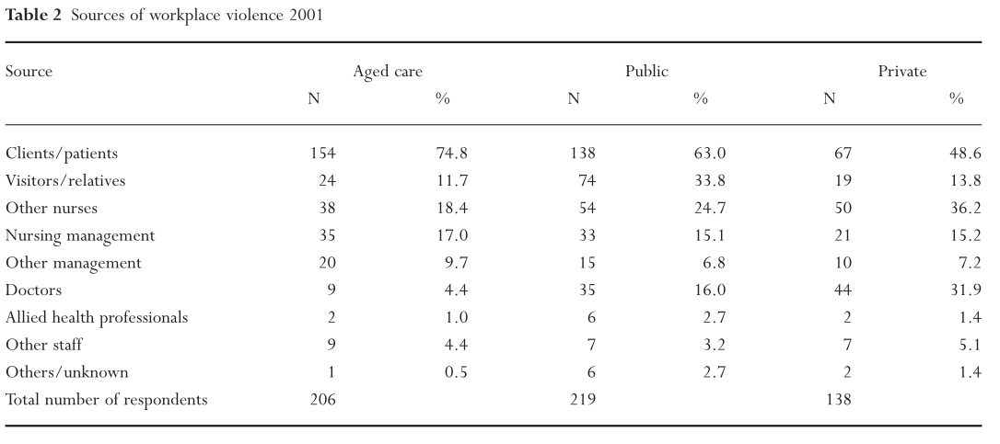 Table 2 Sources of workplace violence 2001
Source Aged care Public Private
N % N % N %
Clients/patients 154 74.8 138 63.0 67 48.6
Visitors/relatives 24 11.7 74 33.8 19 13.8
Other nurses 38 18.4 54 24.7 50 36.2
Nursing management 35 17.0 33 15.1 21 15.2
Other management 20 9.7 15 6.8 10 7.2
Doctors 9 4.4 35 16.0 44 31.9
Allied health professionals 2 1.0 6 2.7 2 1.4
Other staff 9 4.4 7 3.2 7 5.1
Others/unknown 1 0.5 6 2.7 2 1.4
Total number of respondents 206 219 138